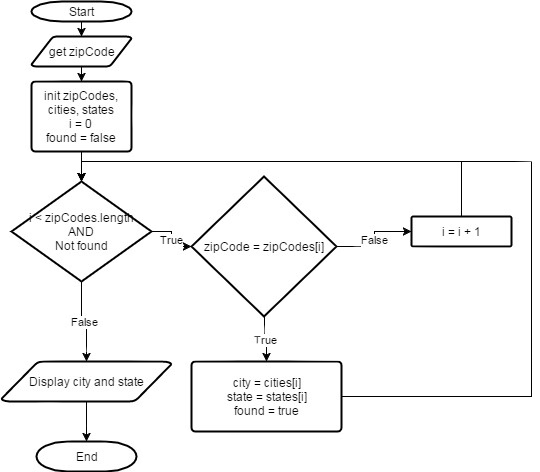 Start
get zipCode
init zipCodes,
cities, states
i = 0
found = false
i < zipCodes.length
AND
Not found
True
zipCode = zipCodes[i]
False
i = i + 1
False
True
Display city and state
city = cities[i]
state = states[i]
found = true
End